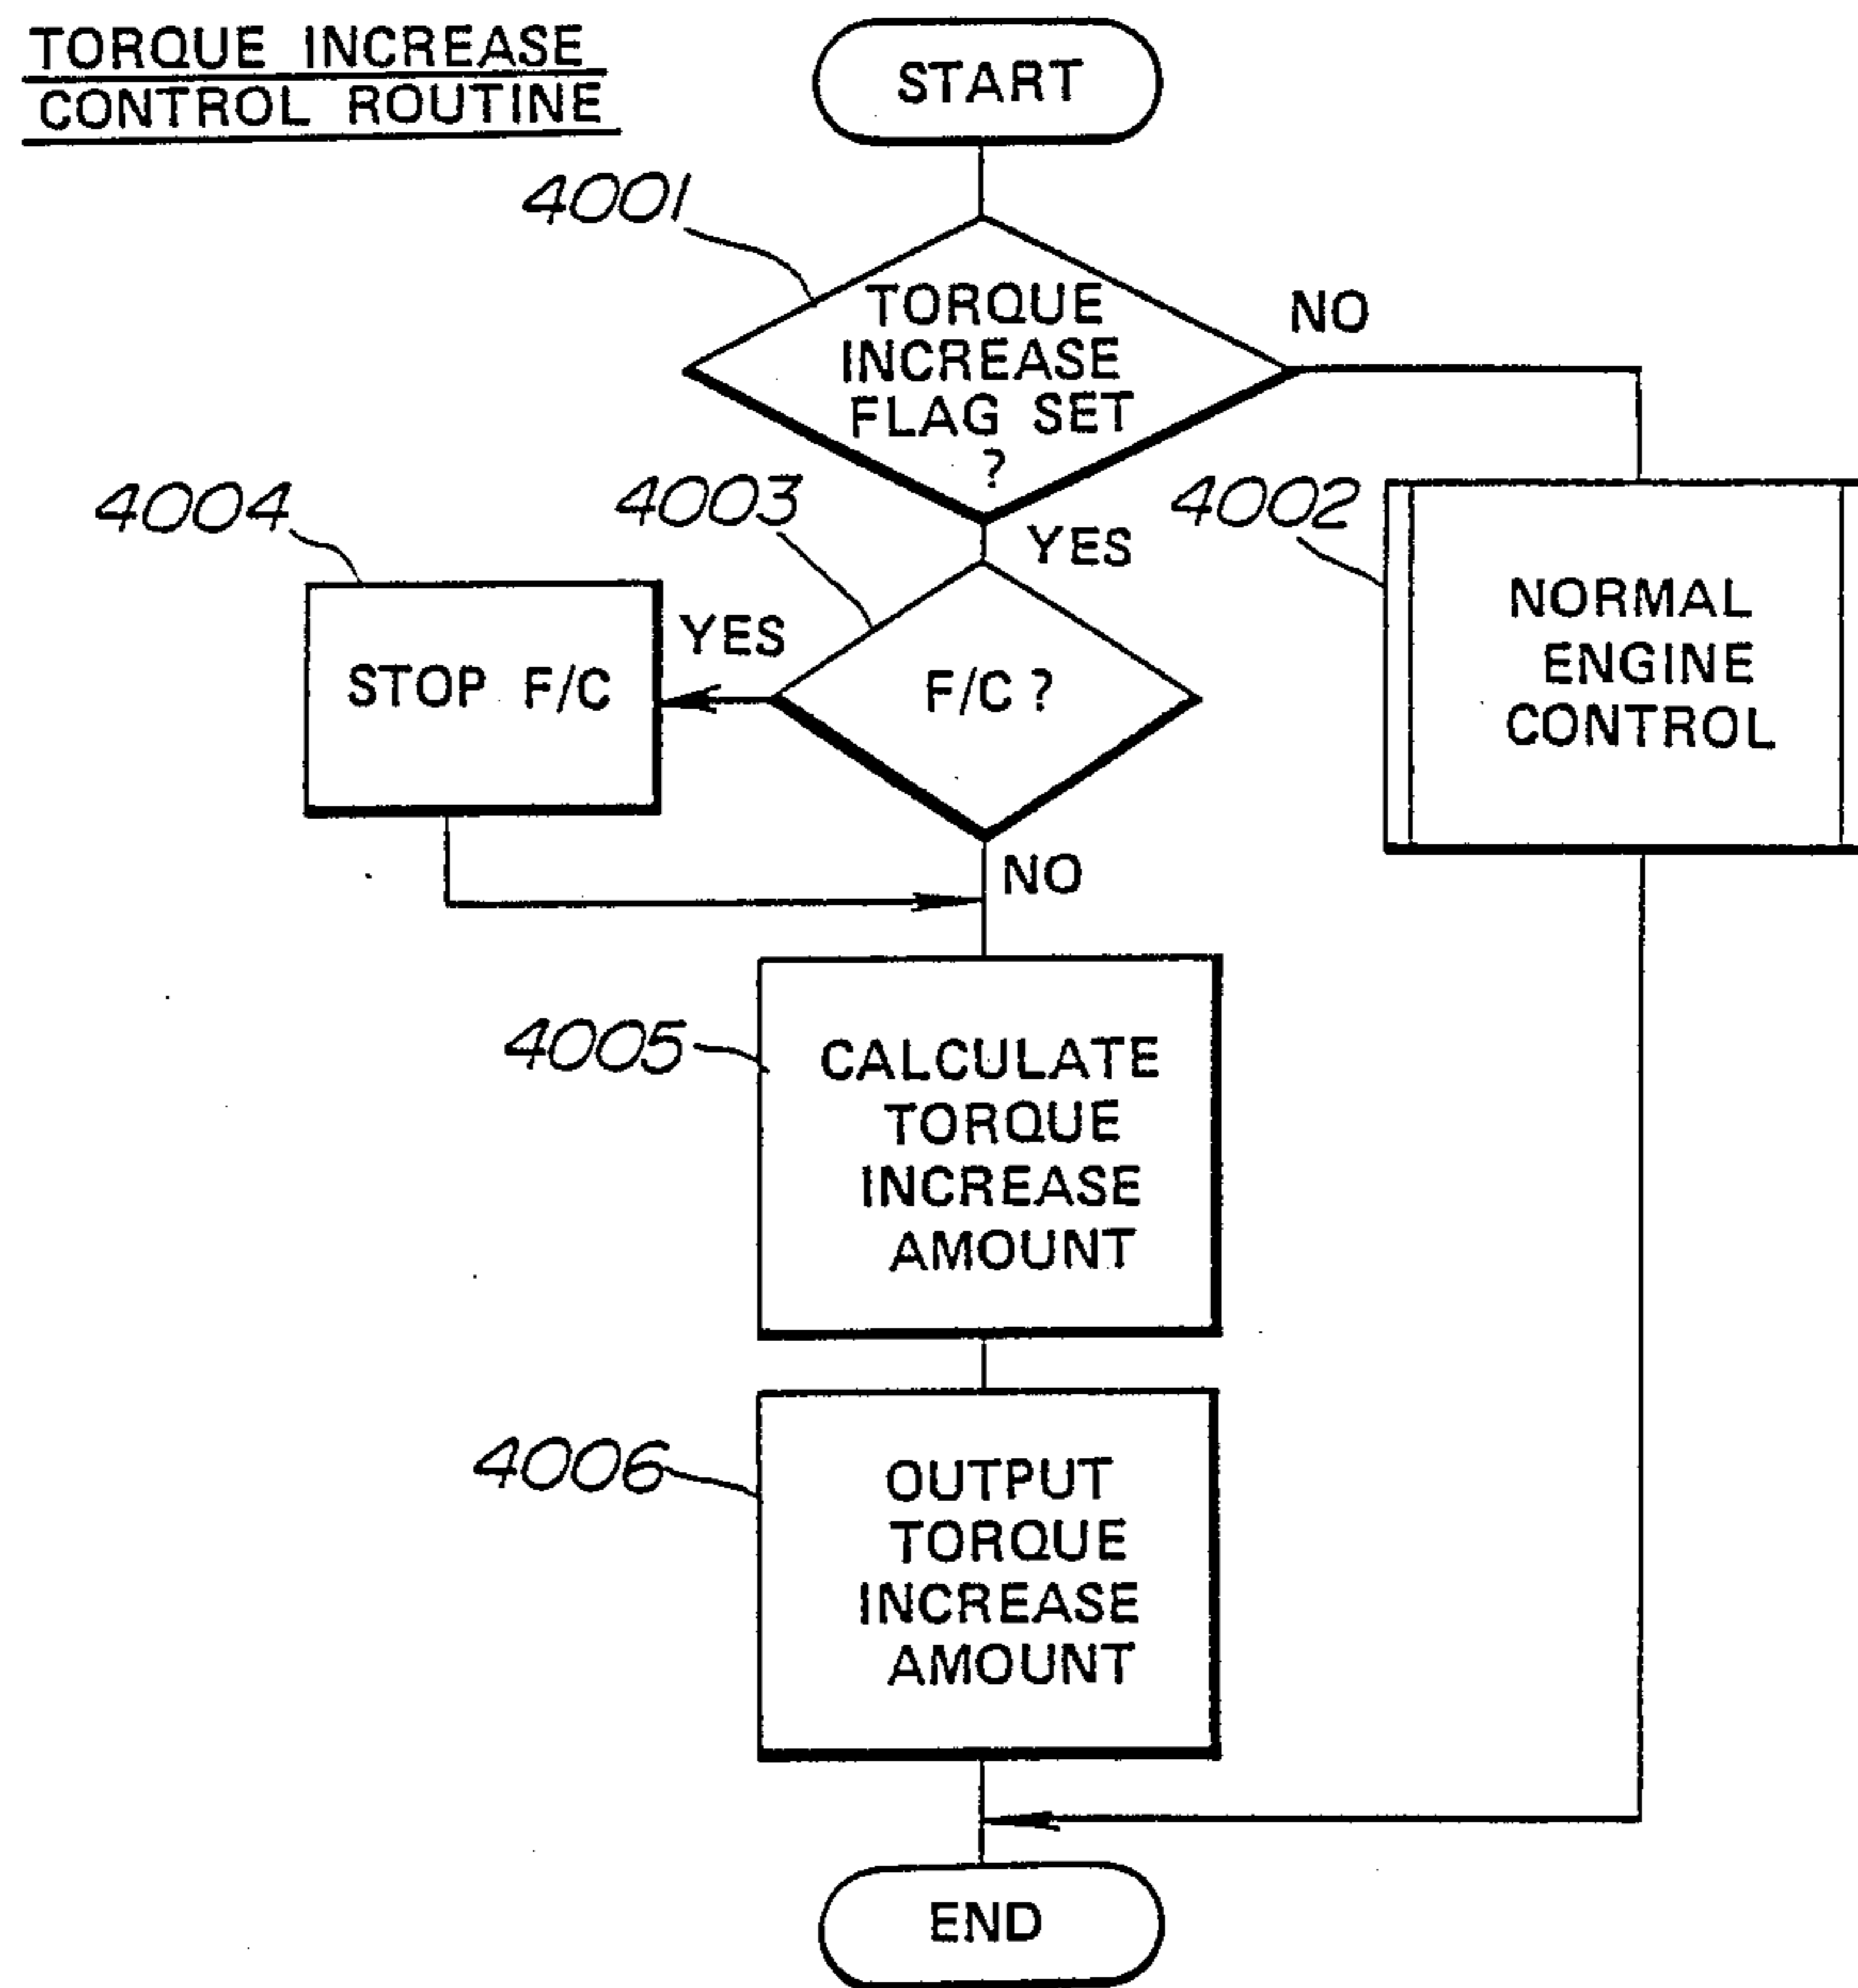 TORQUE INCREASE
CONTROL ROUTINE
START
4001
TORQUE
INCREASE
FLAG SET
?
NO
YES
4002
NORMAL
ENGINE
CONTROL
4003
F/C ?
YES
NO
4004
STOP F/C
4005
CALCULATE
TORQUE
INCREASE
AMOUNT
4006
OUTPUT
TORQUE
INCREASE
AMOUNT
END